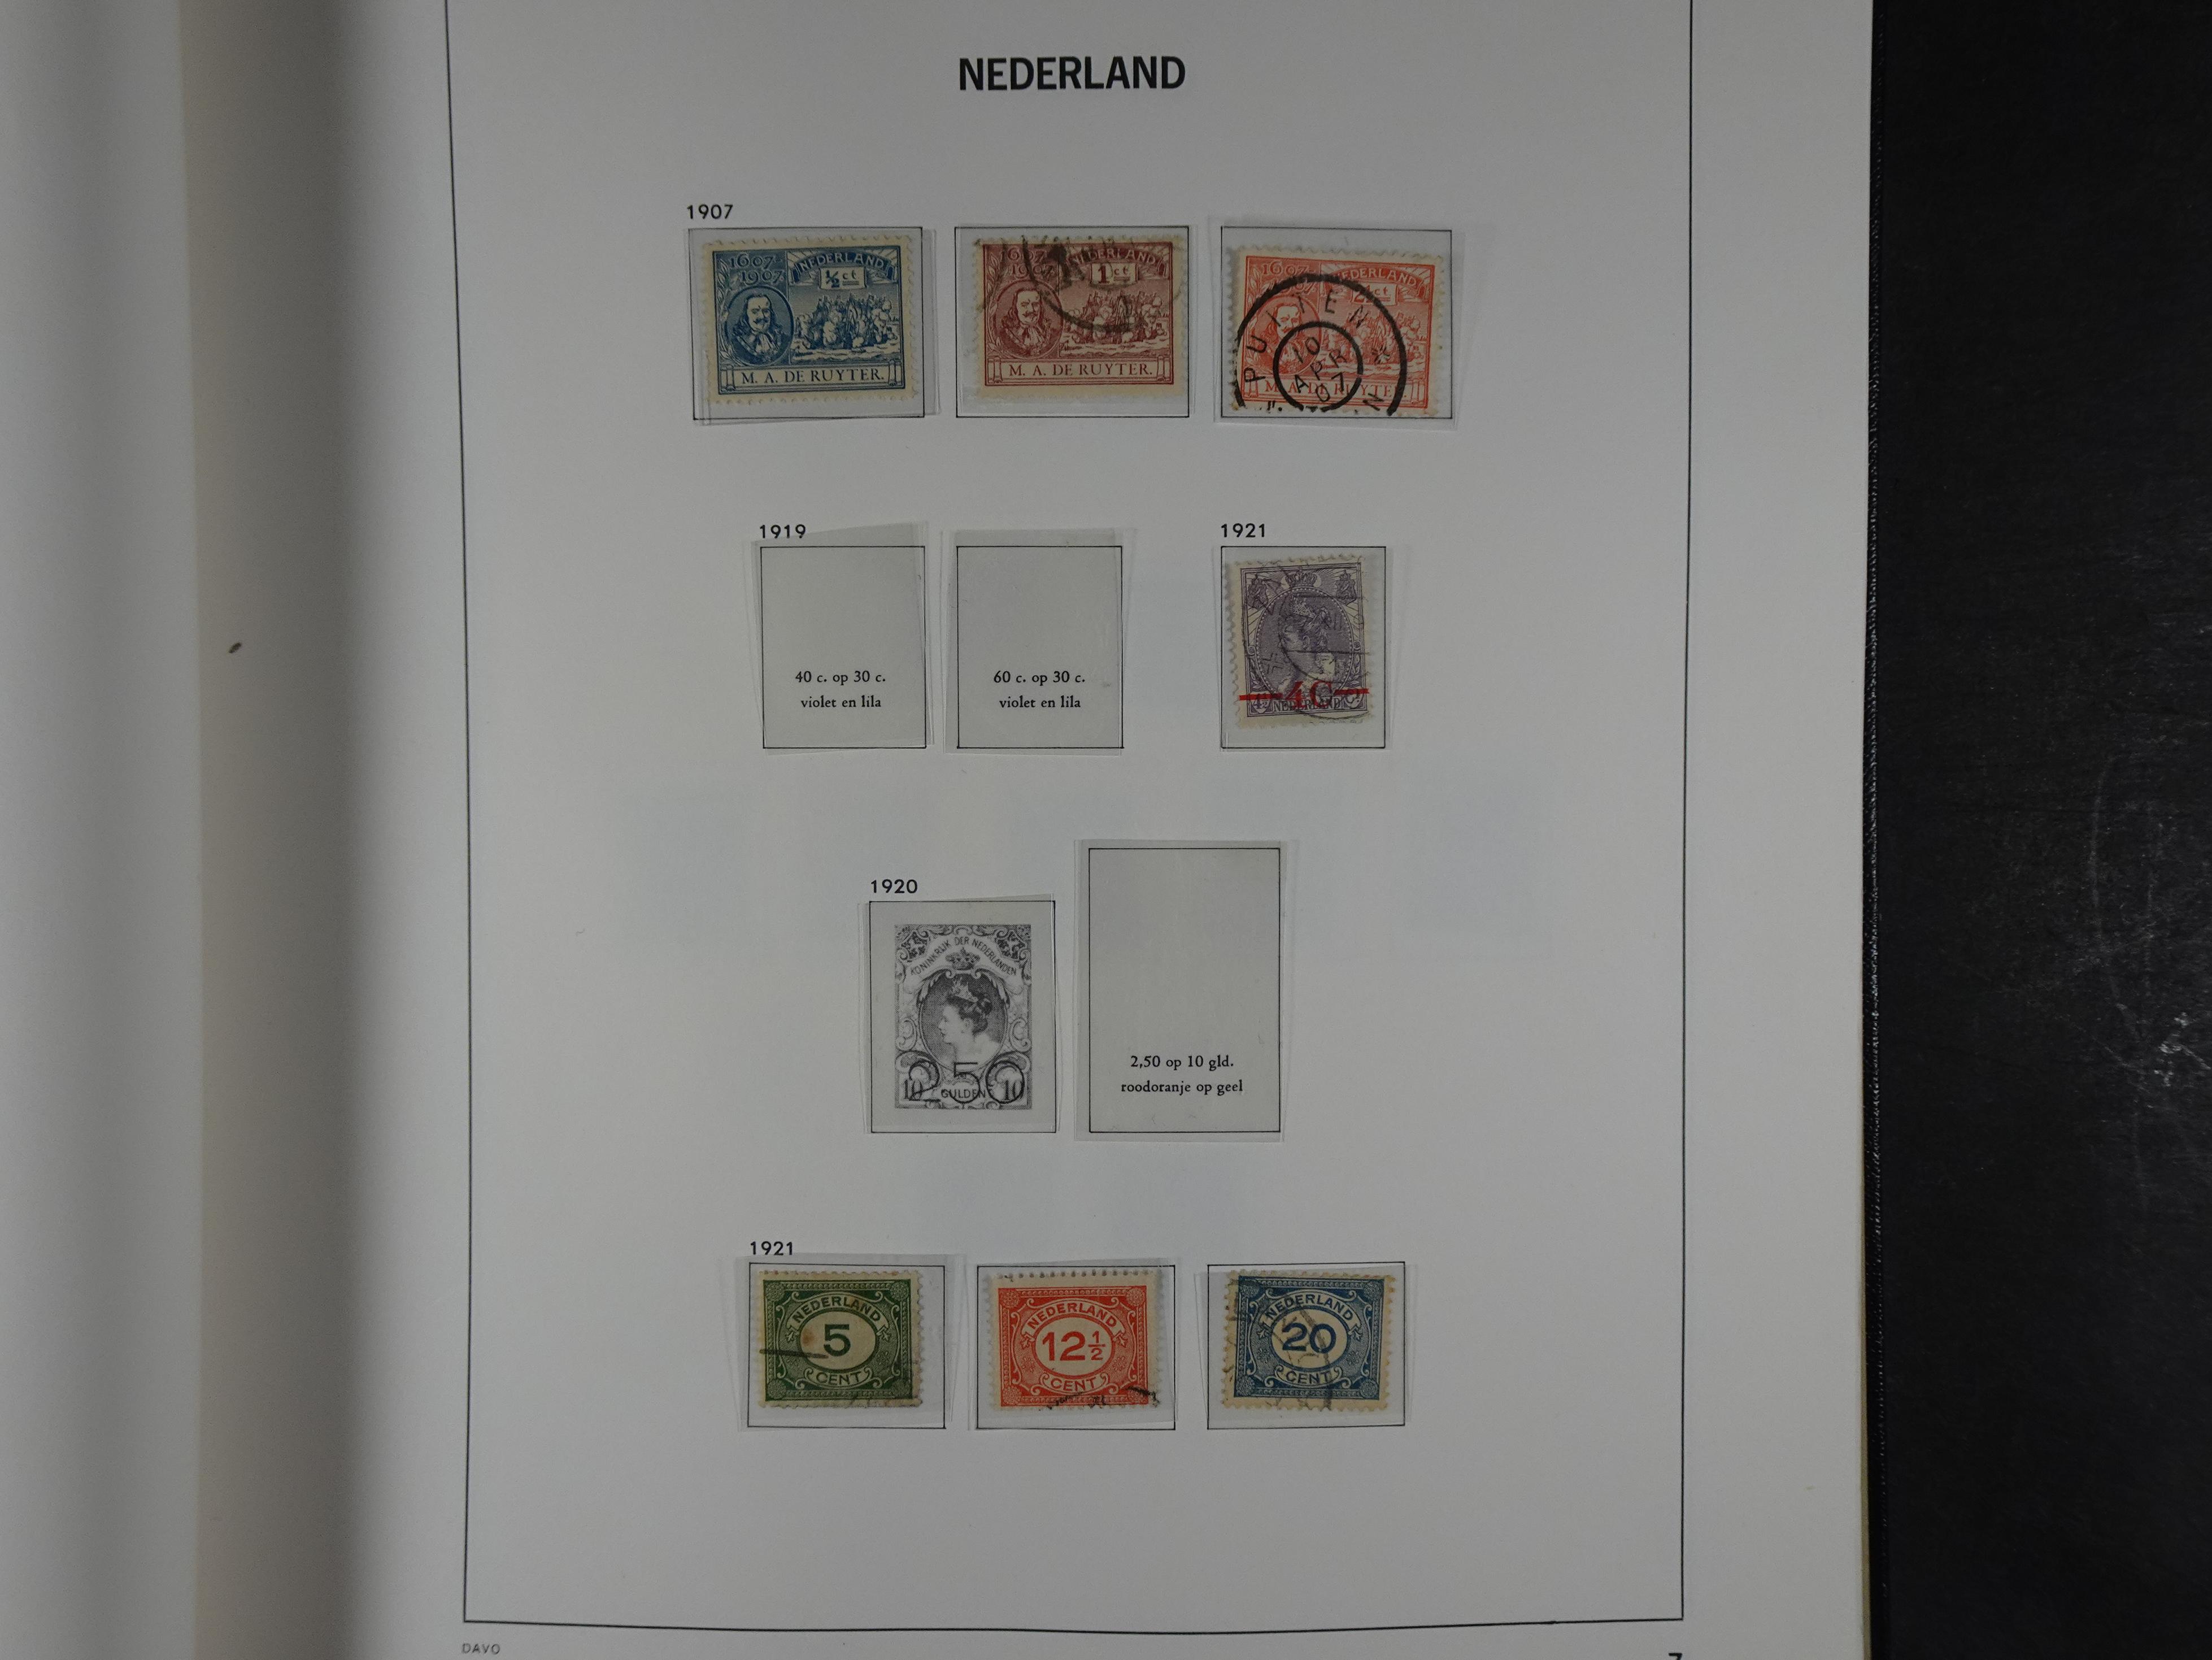 NEDERLAND
1907
1607
1907
NEDERLAND
½ ct
M. A. DE RUYTER.
NEDERLAND
1 ct
M. A. DE RUYTER.
1607
NEDERLAND
PUTTEN
10
APR
07
1919
40 c. op 30 c.
violet en lila
60 c. op 30 c.
violet en lila
1921
4 C
NEDERLAND
1920
KONINKRIJK DER NEDERLANDEN
2.50
10 GULDEN 10
2,50 op 10 gld.
roodoranje op geel
1921
NEDERLAND
5
CENT
NEDERLAND
12½
CENT
NEDERLAND
20
CENT
DAVO